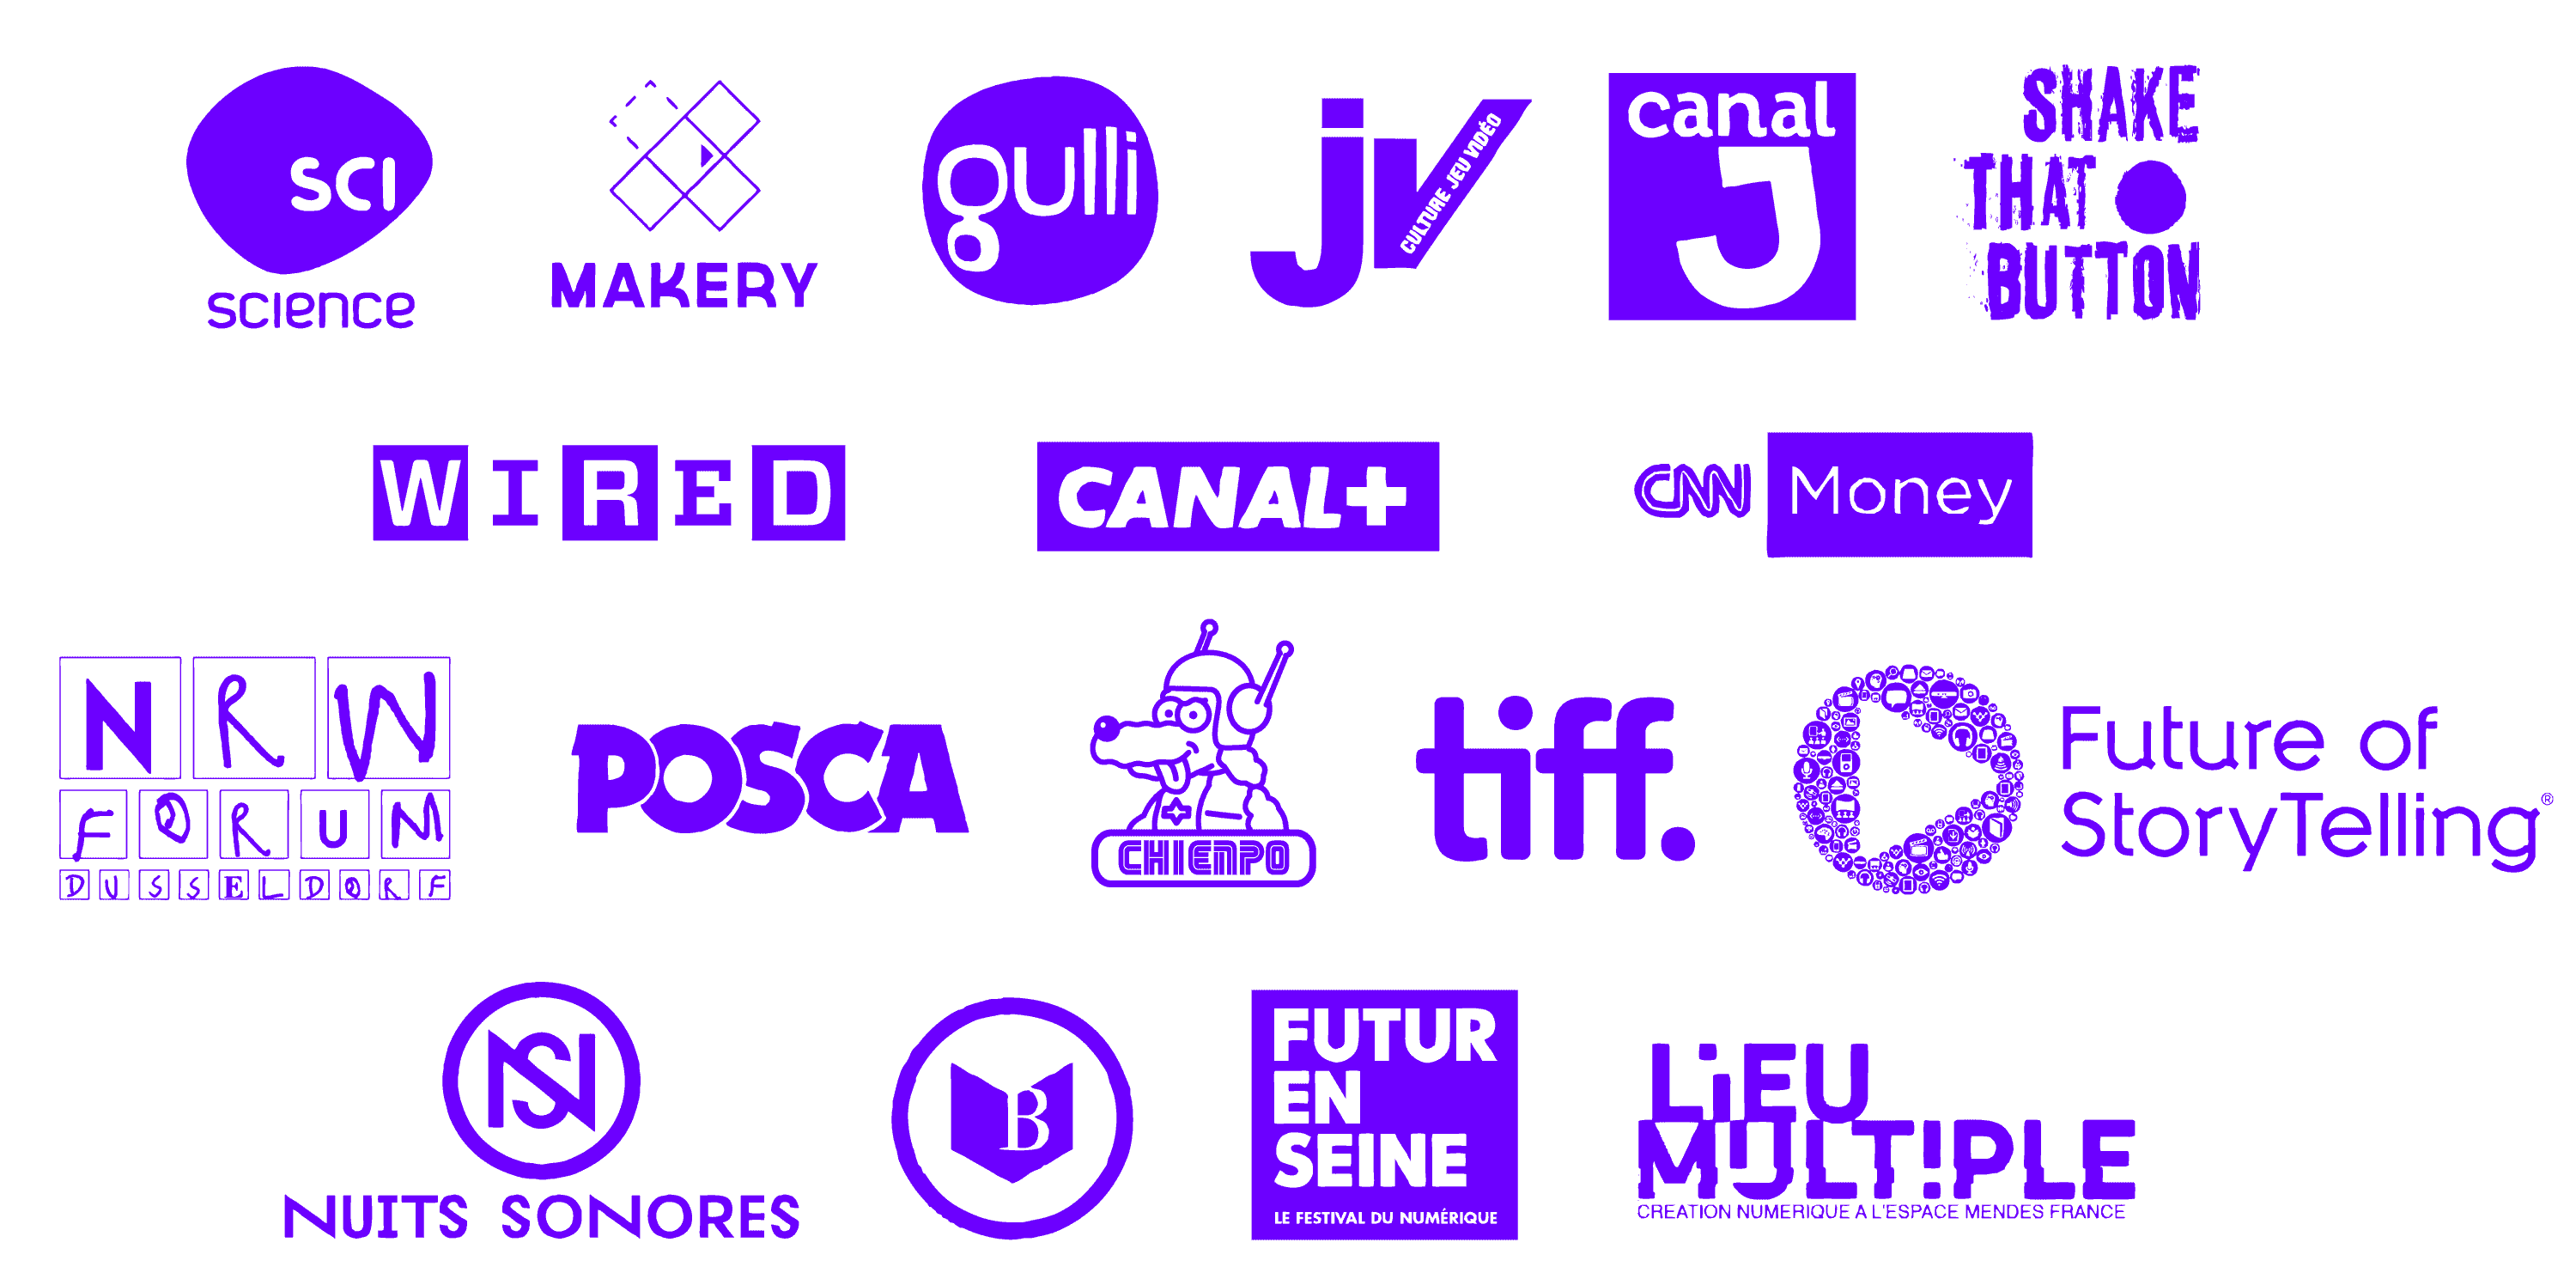 sci
science
MAKERY
gulli
jv
CULTURE JEU VIDÉO
canal
J
SHAKE
THAT
BUTTON
WIRED
CANAL+
CNN Money
NRW
FORUM
DUSSELDORF
POSCA
CHIENPO
tiff.
Future of
StoryTelling®
NS
NUITS SONORES
B
FUTUR
EN
SEINE
LE FESTIVAL DU NUMÉRIQUE
LiEU
MULT!PLE
CREATION NUMERIQUE A L'ESPACE MENDES FRANCE